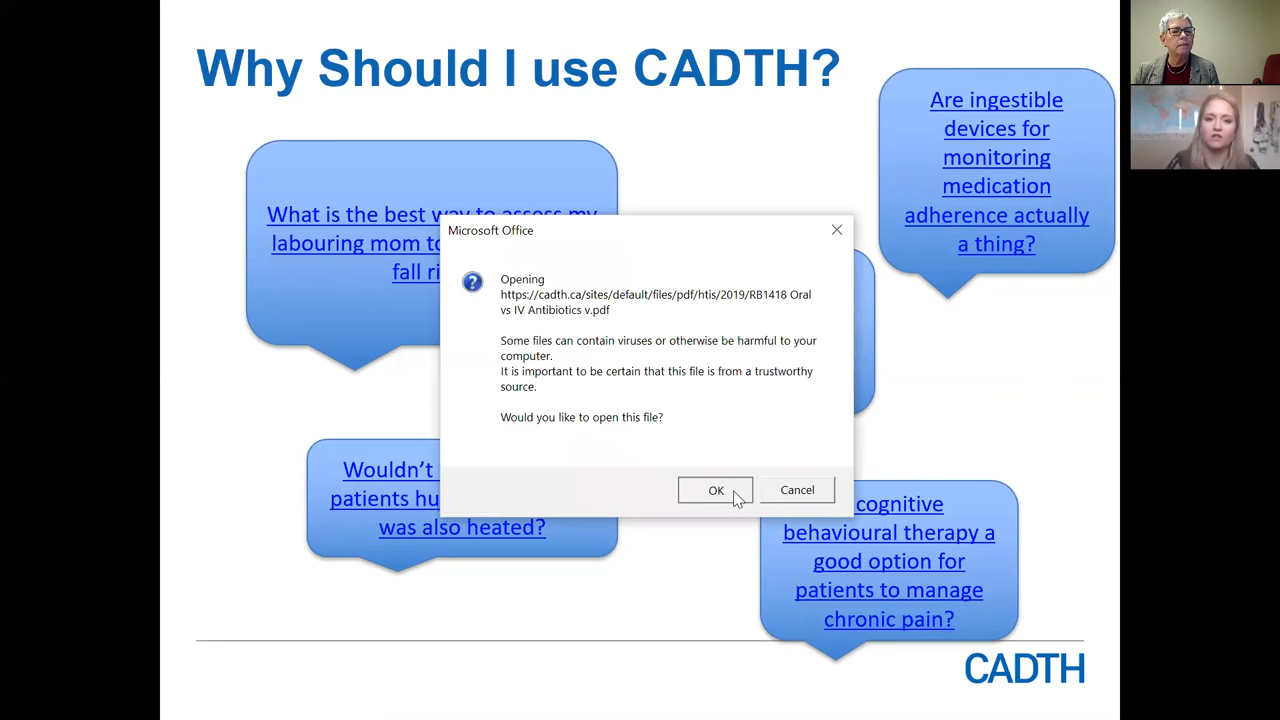 Why Should I use CADTH?
Are ingestible
devices for
monitoring
medication
adherence actually
a thing?
What is the best way to assess my
labouring mom
fall
Microsoft Office
Opening
https://cadth.ca/sites/default/files/pdf/htis/2019/RB1418 Oral
vs IV Antibiotics v.pdf
Some files can contain viruses or otherwise be harmful to your
computer.
It is important to be certain that this file is from a trustworthy
source.
Would you like to open this file?
OK
Cancel
Wouldn't
patients
was also heated?
cognitive
behavioural therapy a
good option for
patients to manage
chronic pain?
CADTH